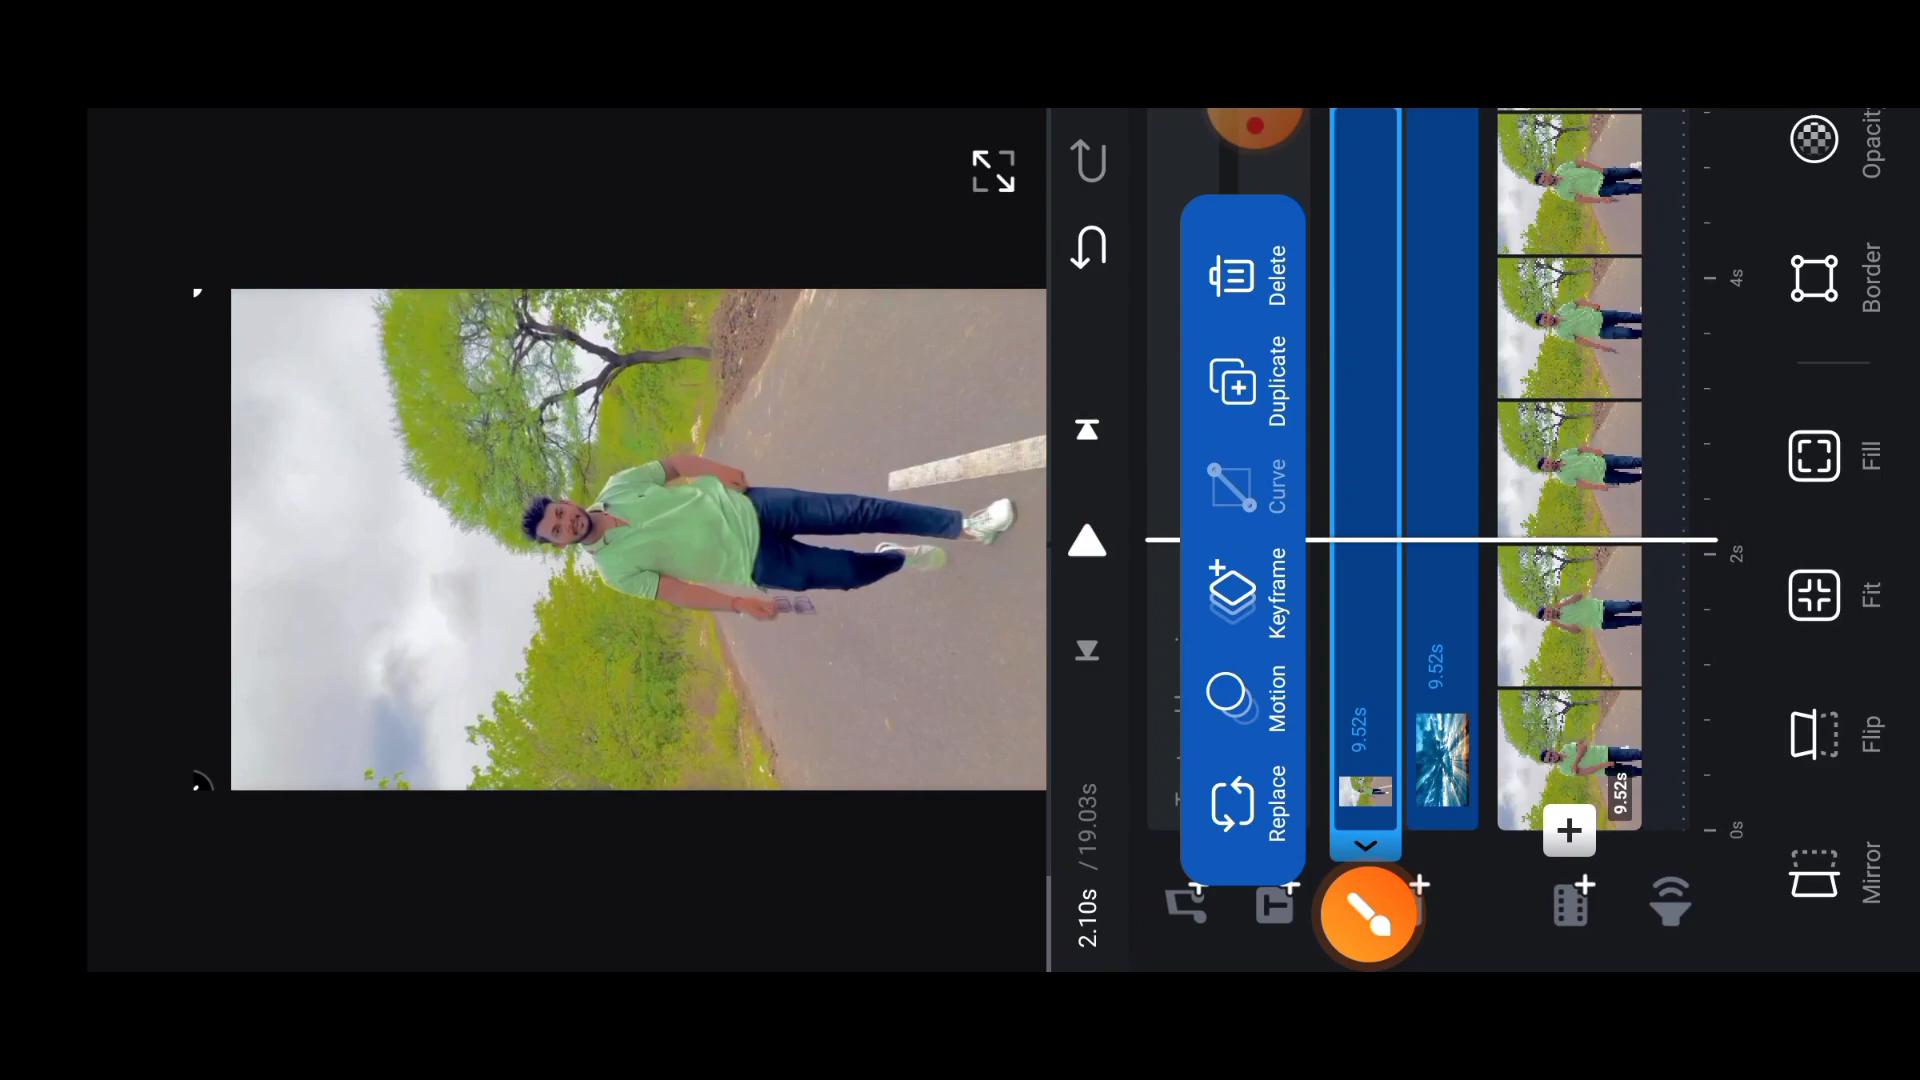 2.10s / 19.03s
Replace
Motion
Keyframe
Curve
Duplicate
Delete
T
9.52s
9.52s
9.52s
0s
2s
4s
Mirror
Flip
Fit
Fill
Border
Opacit